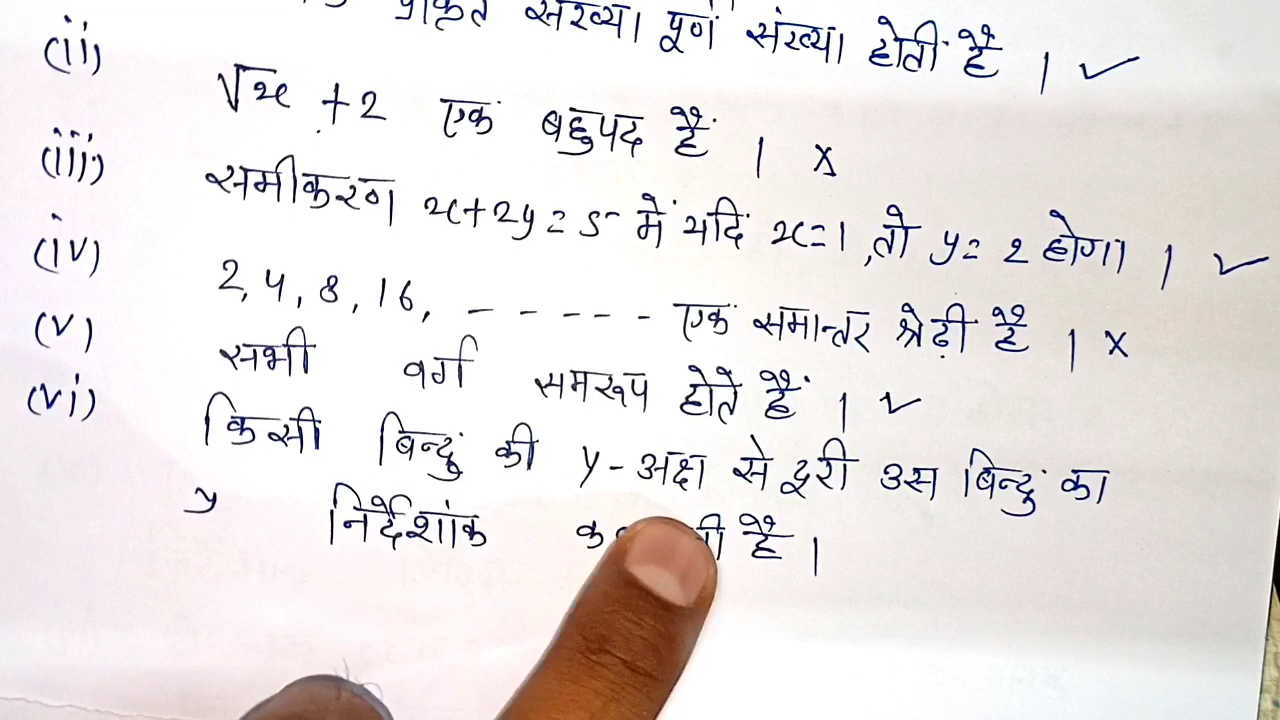 प्राकृत संख्या पूर्ण संख्या होती है । ✓
(ii) √x + 2 एक बहुपद है । ×
(iii) समीकरण x+2y=5 में यदि x=1, तो y=2 होगा । ✓
(iv) 2, 4, 8, 16, - - - - - एक समान्तर श्रेढ़ी है । ×
(v) सभी वर्ग समरूप होते हैं । ✓
(vi) किसी बिन्दु की y-अक्ष से दूरी उस बिन्दु का
y निर्देशांक है ।